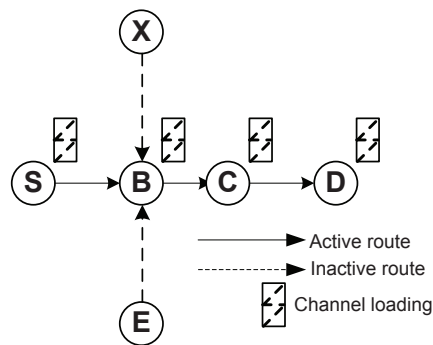 X
S B C D
Active route
Inactive route
Channel loading
E